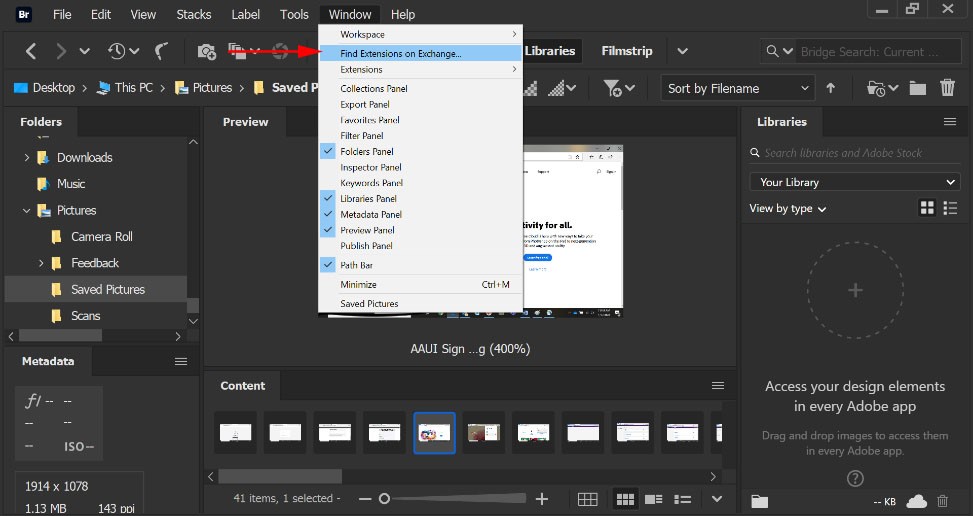 Br File Edit View Stacks Label Tools Window Help
Workspace
Find Extensions on Exchange...
Extensions
Collections Panel
Export Panel
Favorites Panel
Filter Panel
Folders Panel
Inspector Panel
Keywords Panel
Libraries Panel
Metadata Panel
Preview Panel
Publish Panel
Path Bar
Minimize Ctrl+M
Saved Pictures
Libraries Filmstrip
Bridge Search: Current ...
Desktop This PC Pictures Saved P
Sort by Filename
Folders
Downloads
Music
Pictures
Camera Roll
Feedback
Saved Pictures
Scans
Metadata
f/ -- --
-- --
-- ISO--
1914 x 1078
1.13 MB 143 ppi
Preview
tivity for all.
AAUI Sign ...g (400%)
Content
41 items, 1 selected -
Libraries
Search libraries and Adobe Stock
Your Library
View by type
Access your design elements
in every Adobe app
Drag and drop images to access them
in every Adobe app.
-- KB